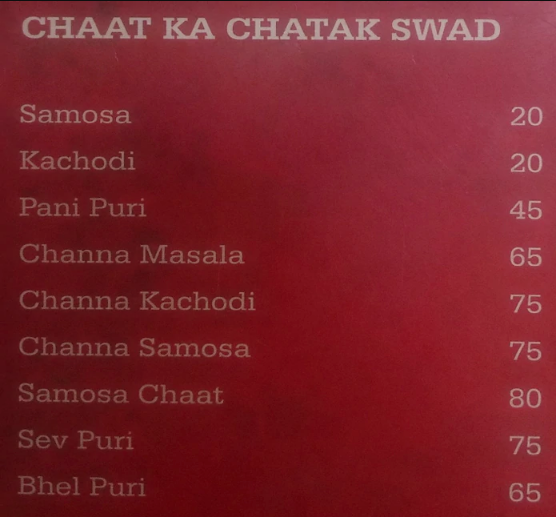 CHAAT KA CHATAK SWAD
Samosa 20
Kachodi 20
Pani Puri 45
Channa Masala 65
Channa Kachodi 75
Channa Samosa 75
Samosa Chaat 80
Sev Puri 75
Bhel Puri 65